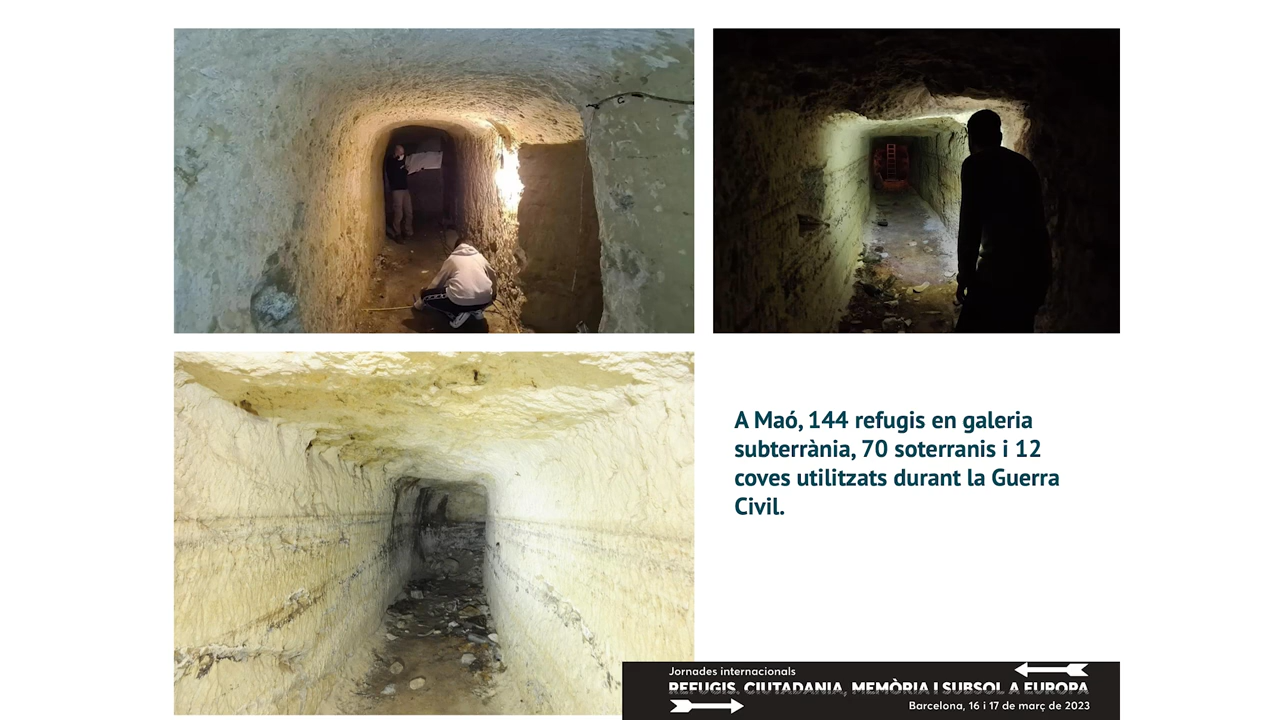 A Maó, 144 refugis en galeria
subterrània, 70 soterranis i 12
coves utilitzats durant la Guerra
Civil.
Jornades internacionals
REFUGIS. CIUTADANIA, MEMÒRIA I SUBSOL A EUROPA
Barcelona, 16 i 17 de març de 2023